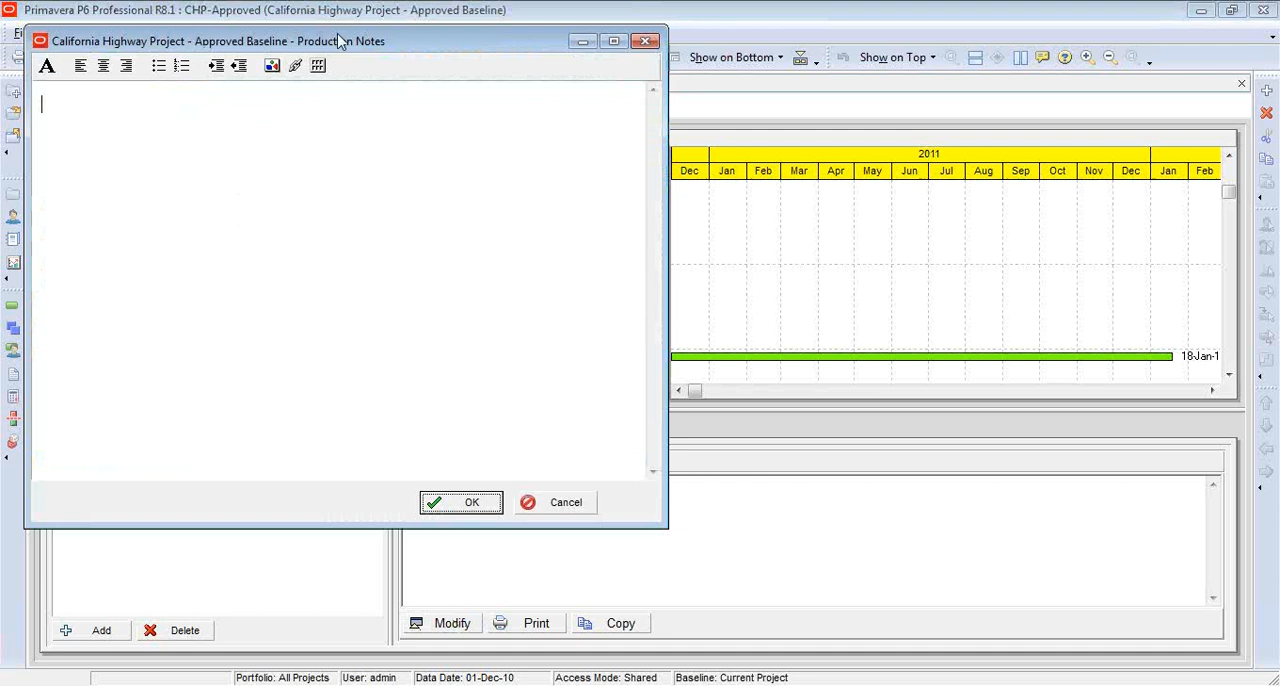 Primavera P6 Professional R8.1 : CHP-Approved (California Highway Project - Approved Baseline)
California Highway Project - Approved Baseline - Production Notes
Show on Bottom
Show on Top
2011
Dec Jan Feb Mar Apr May Jun Jul Aug Sep Oct Nov Dec Jan Feb
18-Jan-1
OK
Cancel
Add
Delete
Modify
Print
Copy
Portfolio: All Projects
User: admin
Data Date: 01-Dec-10
Access Mode: Shared
Baseline: Current Project